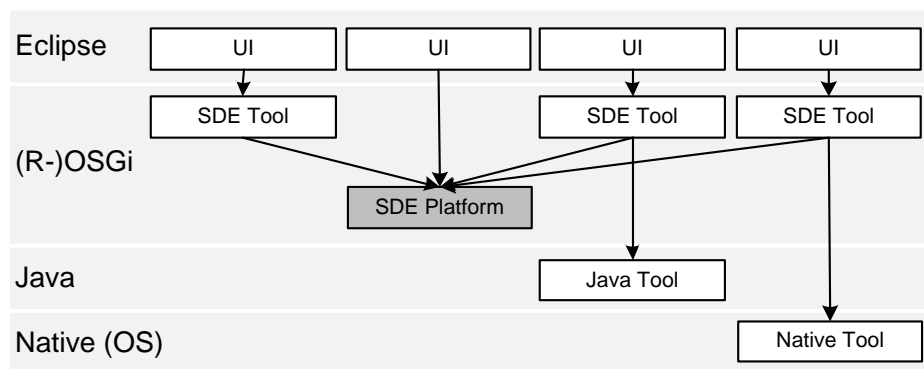 Eclipse
UI
UI
UI
UI
SDE Tool
SDE Tool
SDE Tool
(R-)OSGi
SDE Platform
Java
Java Tool
Native (OS)
Native Tool